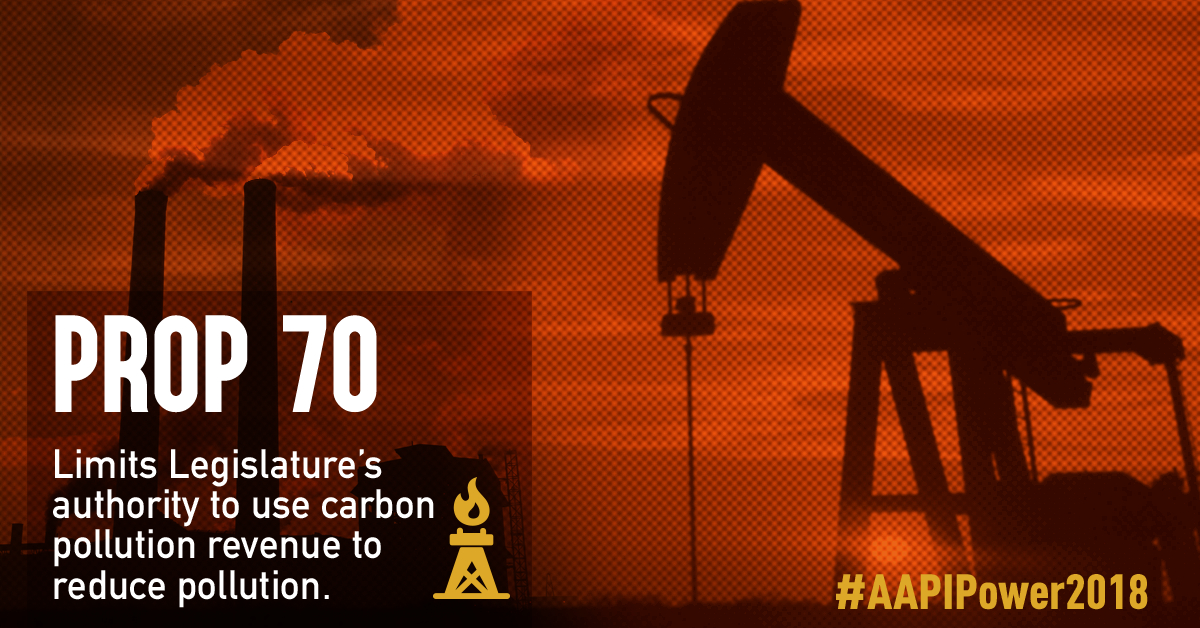 PROP 70
Limits Legislature’s
authority to use carbon
pollution revenue to
reduce pollution.
#AAPIPower2018